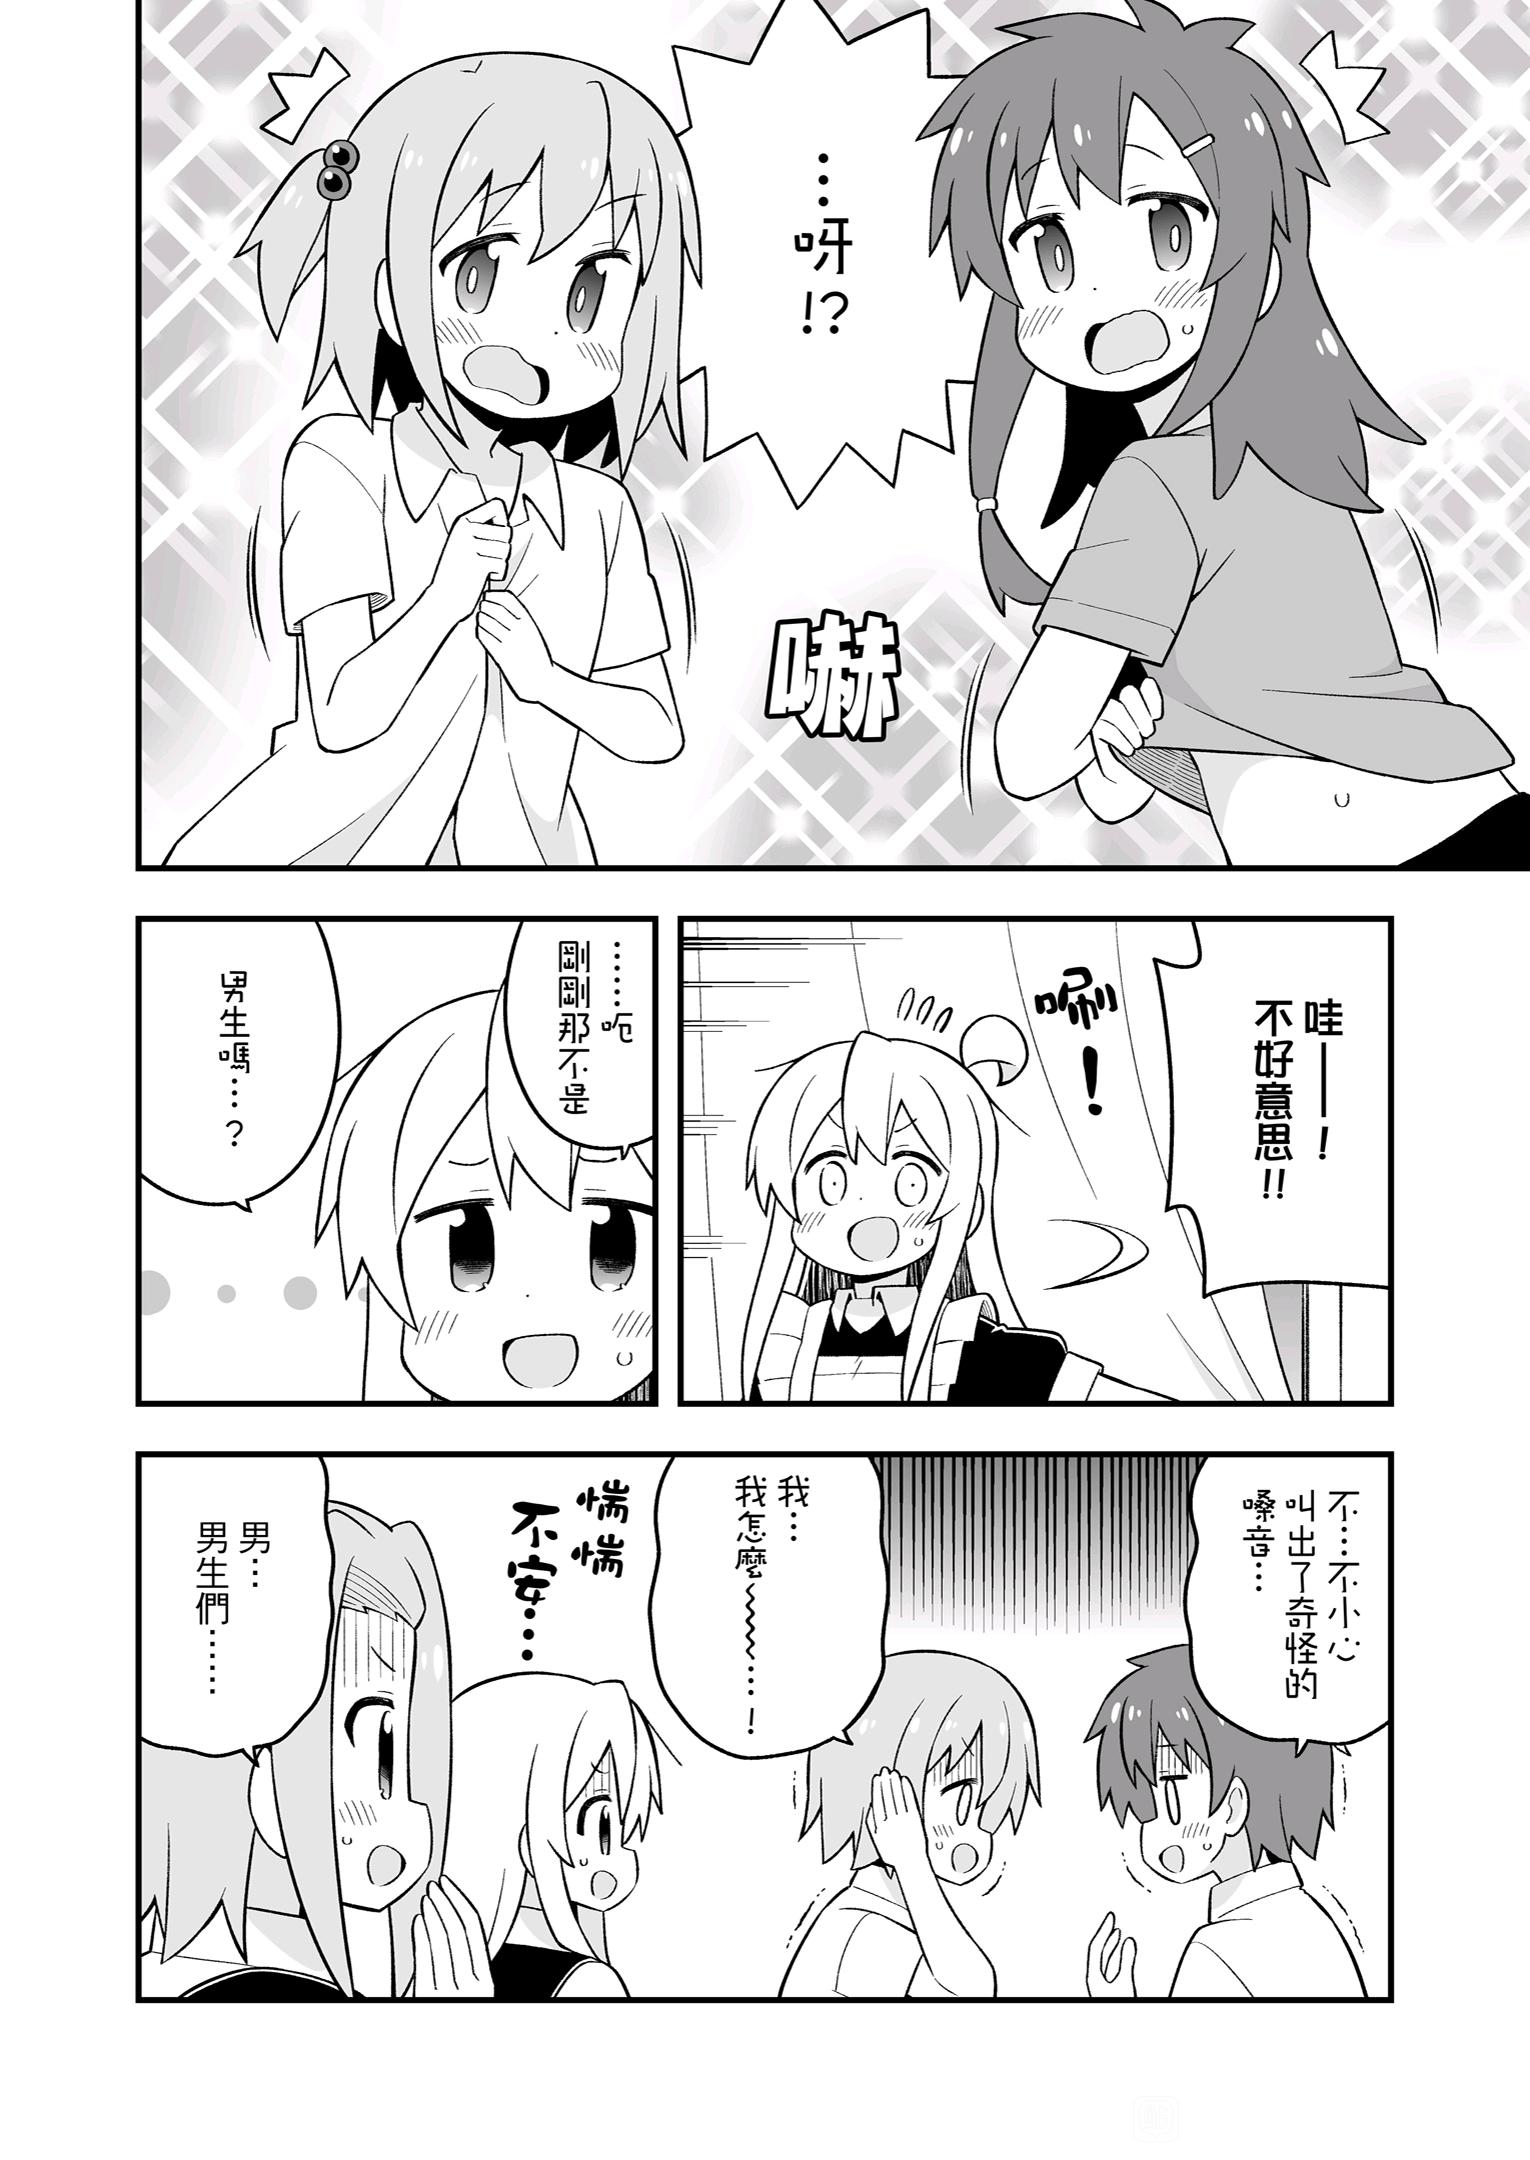 …呀!?
嚇
哇——！
不好意思!!
唰！
……呃
剛剛那不是
男生嗎…？
不…不小心
叫出了奇怪的
嗓音…
我…
我怎麼～～～…！
惴惴
不安…
男…
男生們……